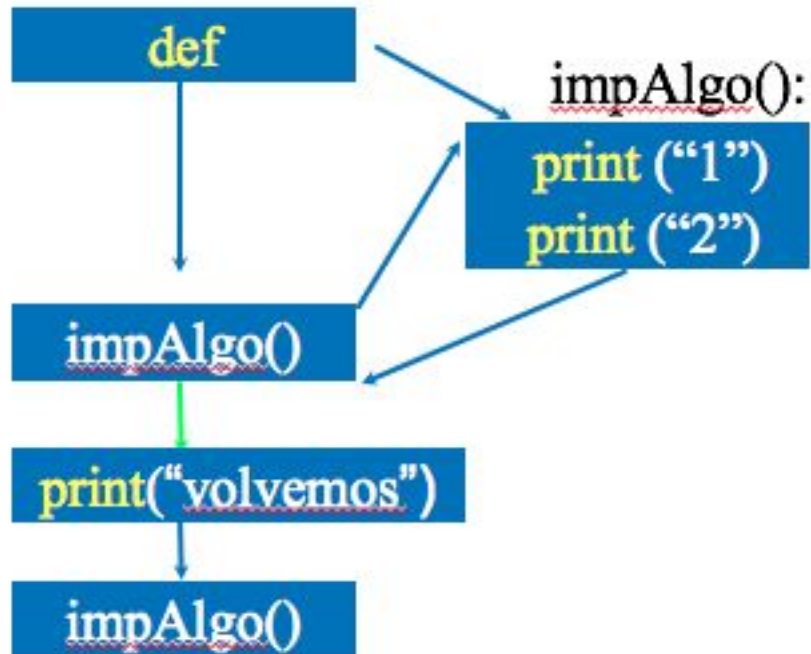 def
impAlgo():
print (“1”)
print (“2”)
impAlgo()
print(“volvemos”)
impAlgo()